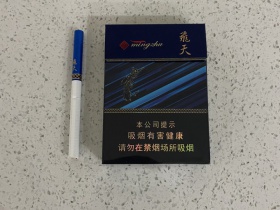 飛天
mingzhu
本公司提示
吸烟有害健康
请勿在禁烟场所吸烟